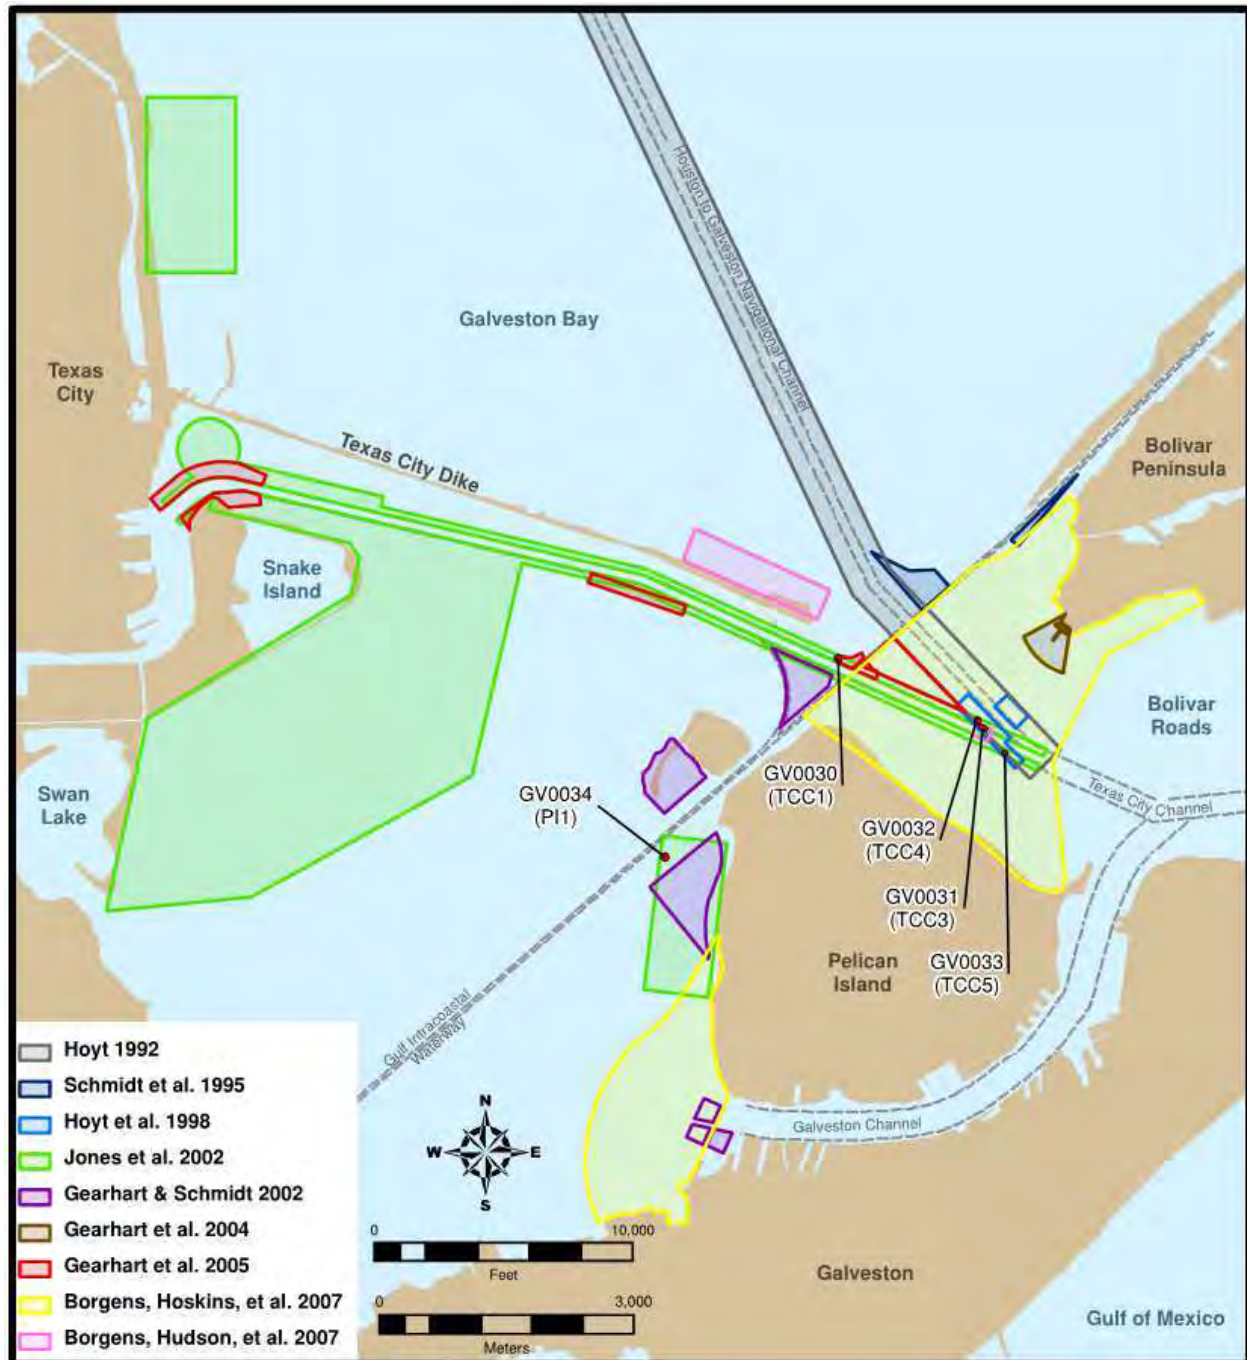 Houston to Galveston Navigational Channel
Galveston Bay
Texas
City
Texas City Dike
Bolivar
Peninsula
Snake
Island
Bolivar
Roads
Swan
Lake
GV0034
(PI1)
GV0030
(TCC1)
GV0032
(TCC4)
GV0031
(TCC3)
GV0033
(TCC5)
Texas City Channel
Pelican
Island
Gulf Intracoastal
Waterway
Galveston Channel
Galveston
Gulf of Mexico
Hoyt 1992
Schmidt et al. 1995
Hoyt et al. 1998
Jones et al. 2002
Gearhart & Schmidt 2002
Gearhart et al. 2004
Gearhart et al. 2005
Borgens, Hoskins, et al. 2007
Borgens, Hudson, et al. 2007
N
W E
S
0 10,000
Feet
0 3,000
Meters